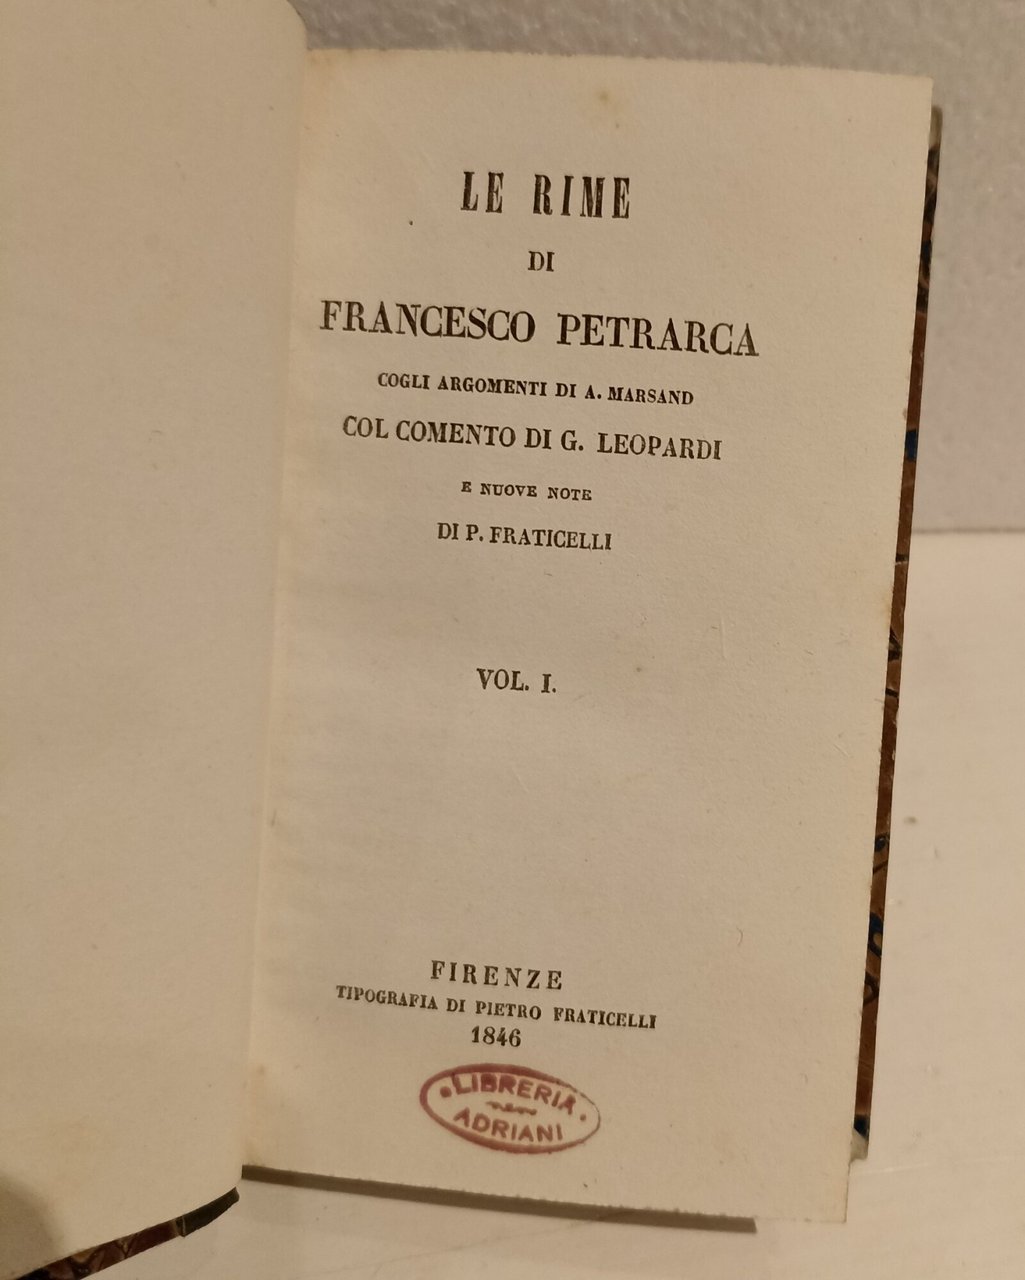 LE RIME
DI
FRANCESCO PETRARCA
COGLI ARGOMENTI DI A. MARSAND
COL COMENTO DI G. LEOPARDI
E NUOVE NOTE
DI P. FRATICELLI
VOL. I.
FIRENZE
TIPOGRAFIA DI PIETRO FRATICELLI
1846
LIBRERIA
ADRIANI